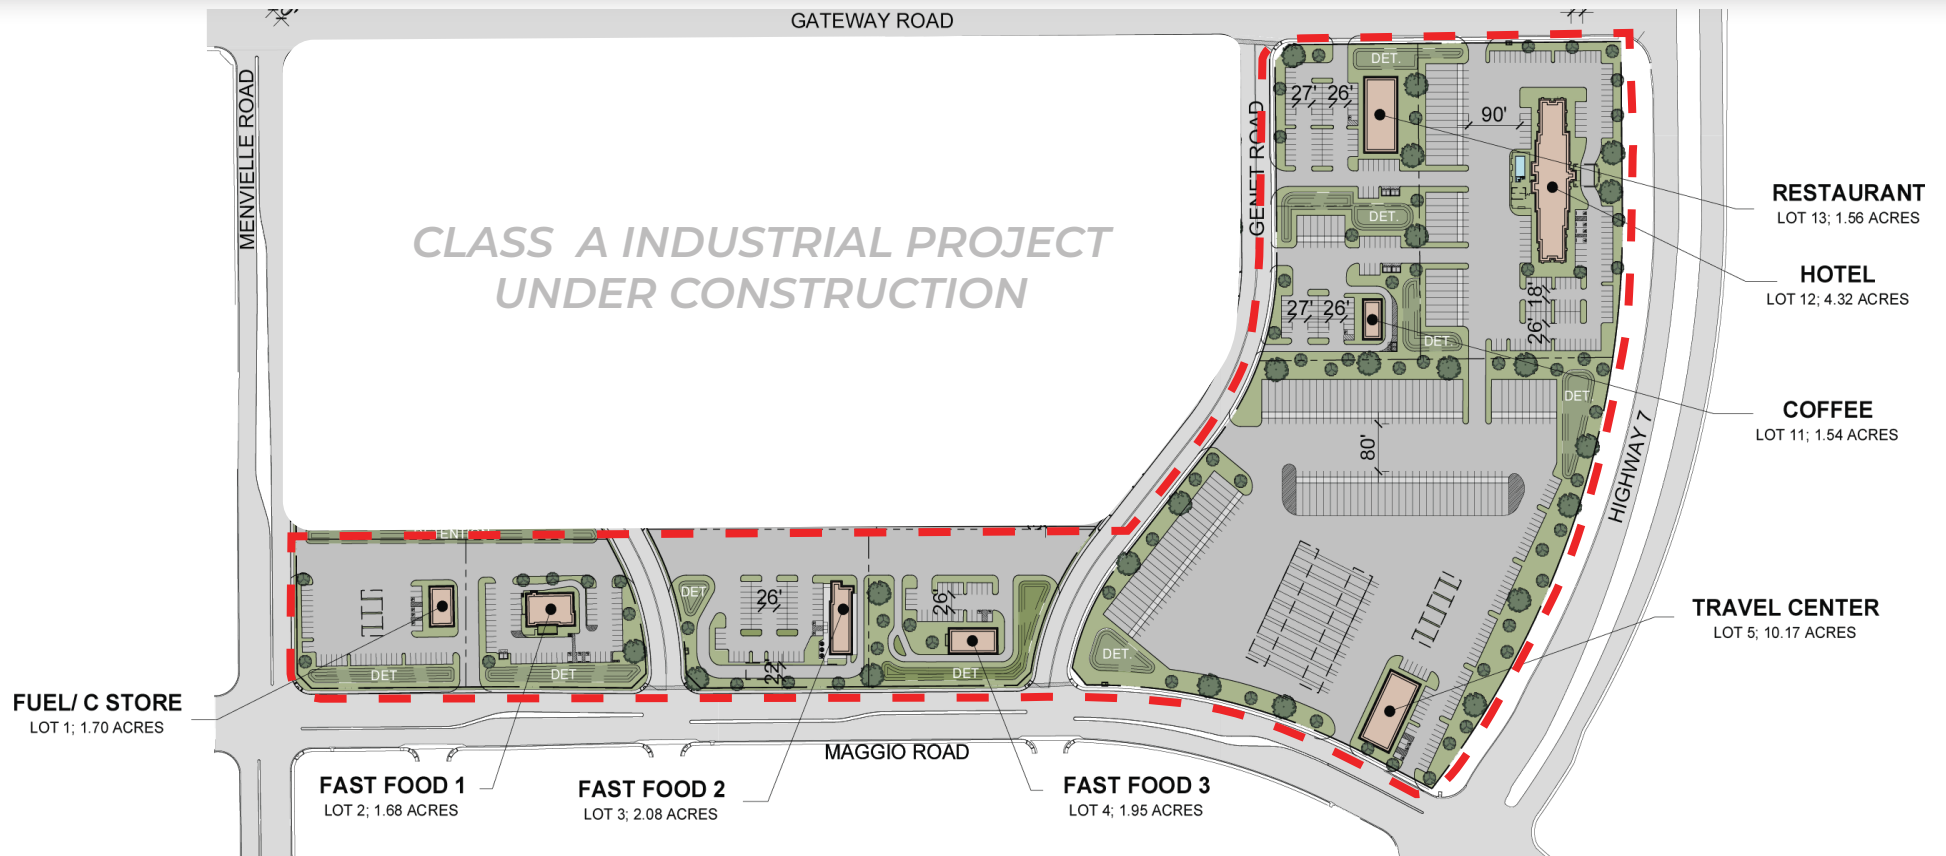 GATEWAY ROAD
MENVIELLE ROAD
GENET ROAD
CLASS A INDUSTRIAL PROJECT
UNDER CONSTRUCTION
DET.
27'
26'
90'
DET.
RESTAURANT
LOT 13; 1.56 ACRES
HOTEL
LOT 12; 4.32 ACRES
27'
26'
18'
26'
DET.
DET
COFFEE
LOT 11; 1.54 ACRES
80'
HIGHWAY 7
DET
26'
26'
22'
DET
DET
DET
DET.
TRAVEL CENTER
LOT 5; 10.17 ACRES
FUEL/ C STORE
LOT 1; 1.70 ACRES
MAGGIO ROAD
FAST FOOD 1
LOT 2; 1.68 ACRES
FAST FOOD 2
LOT 3; 2.08 ACRES
FAST FOOD 3
LOT 4; 1.95 ACRES